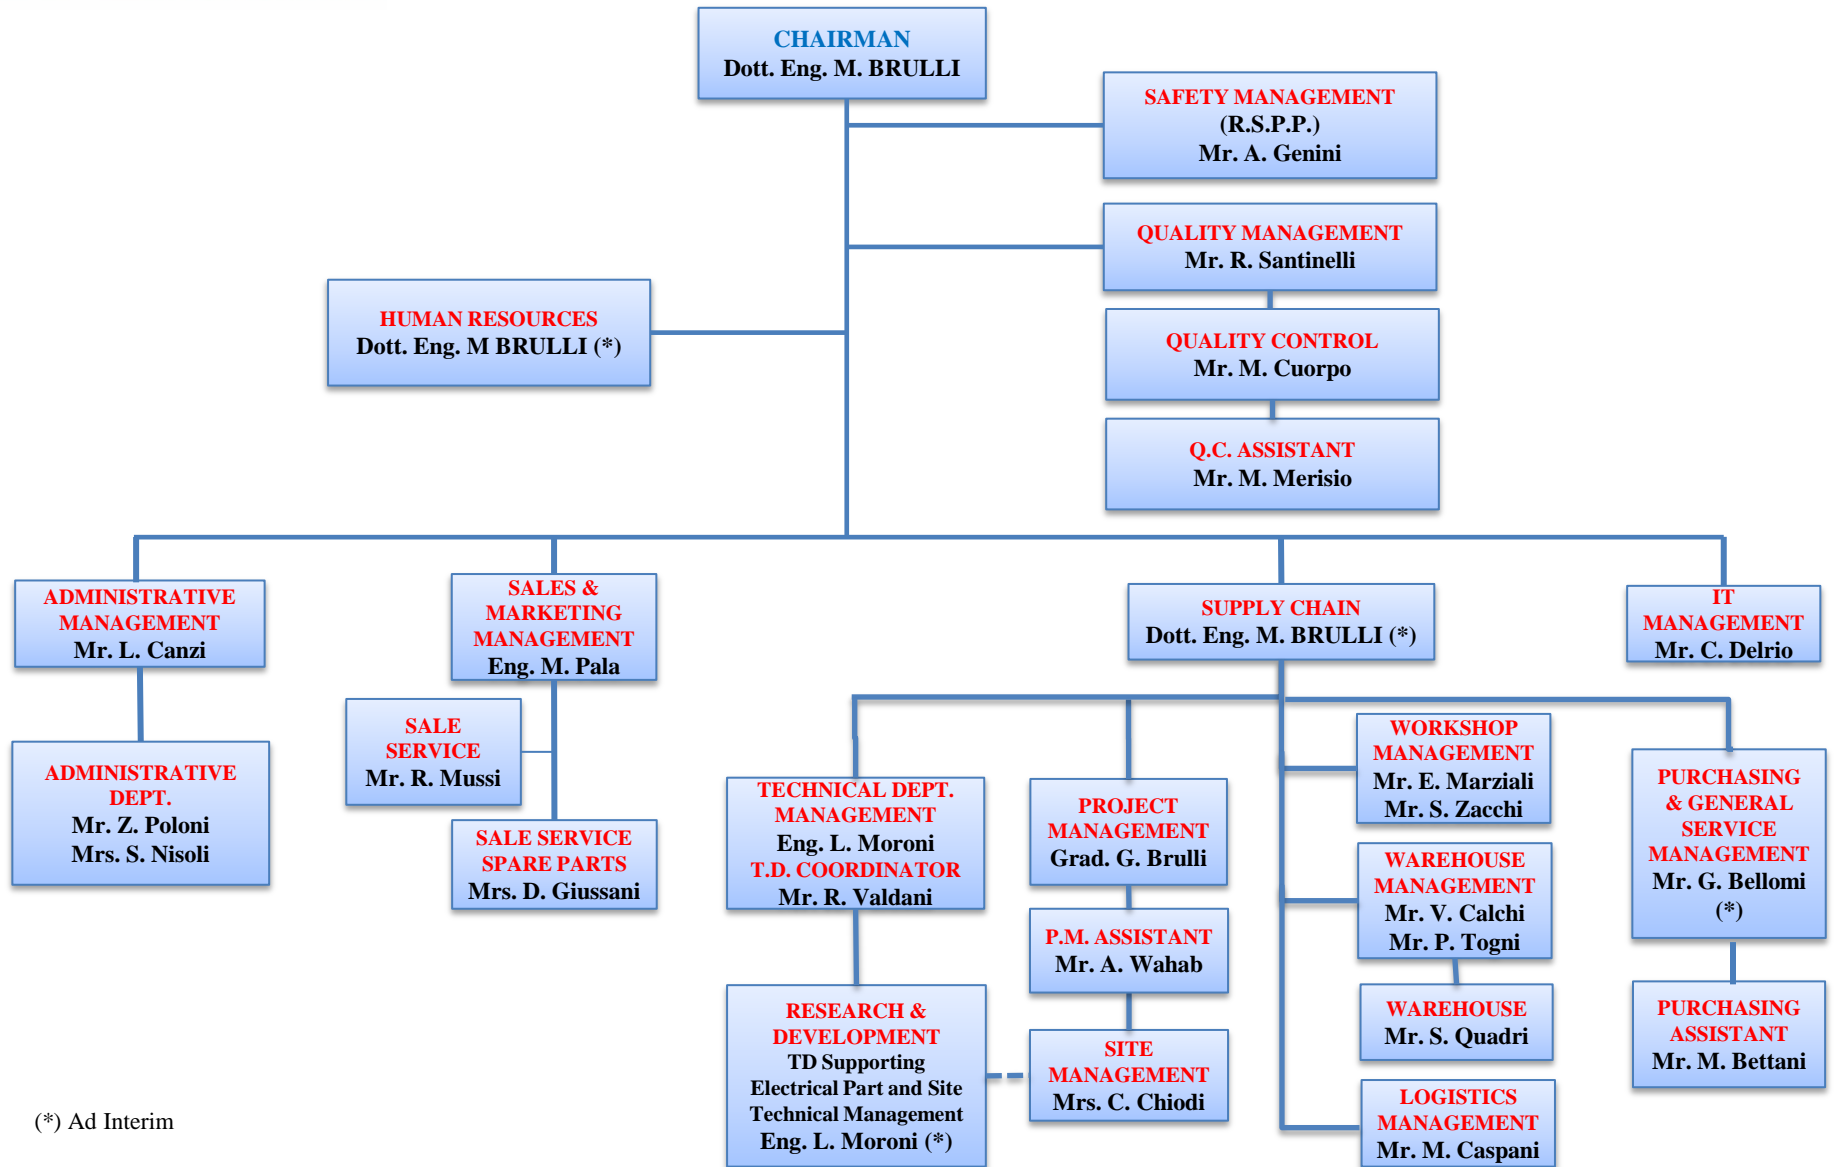 CHAIRMAN
Dott. Eng. M. BRULLI
SAFETY MANAGEMENT
(R.S.P.P.)
Mr. A. Genini
QUALITY MANAGEMENT
Mr. R. Santinelli
HUMAN RESOURCES
Dott. Eng. M BRULLI (*)
QUALITY CONTROL
Mr. M. Cuorpo
Q.C. ASSISTANT
Mr. M. Merisio
ADMINISTRATIVE
MANAGEMENT
Mr. L. Canzi
ADMINISTRATIVE
DEPT.
Mr. Z. Poloni
Mrs. S. Nisoli
SALES &
MARKETING
MANAGEMENT
Eng. M. Pala
SALE
SERVICE
Mr. R. Mussi
SALE SERVICE
SPARE PARTS
Mrs. D. Giussani
SUPPLY CHAIN
Dott. Eng. M. BRULLI (*)
IT
MANAGEMENT
Mr. C. Delrio
TECHNICAL DEPT.
MANAGEMENT
Eng. L. Moroni
T.D. COORDINATOR
Mr. R. Valdani
RESEARCH &
DEVELOPMENT
TD Supporting
Electrical Part and Site
Technical Management
Eng. L. Moroni (*)
PROJECT
MANAGEMENT
Grad. G. Brulli
P.M. ASSISTANT
Mr. A. Wahab
SITE
MANAGEMENT
Mrs. C. Chiodi
WORKSHOP
MANAGEMENT
Mr. E. Marziali
Mr. S. Zacchi
WAREHOUSE
MANAGEMENT
Mr. V. Calchi
Mr. P. Togni
WAREHOUSE
Mr. S. Quadri
LOGISTICS
MANAGEMENT
Mr. M. Caspani
PURCHASING
& GENERAL
SERVICE
MANAGEMENT
Mr. G. Bellomi
(*)
PURCHASING
ASSISTANT
Mr. M. Bettani
(*) Ad Interim